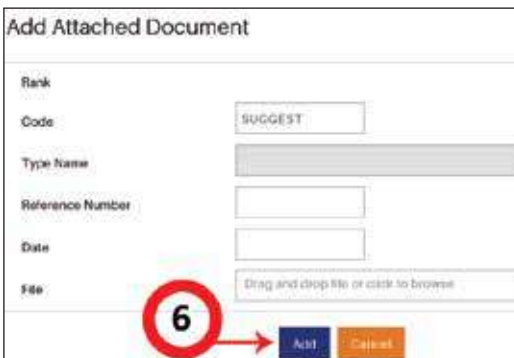 Add Attached Document
Rank
Code SUGGEST
Type Name
Reference Number
Date
File Drag and drop file or click to browse
6
Add Cancel